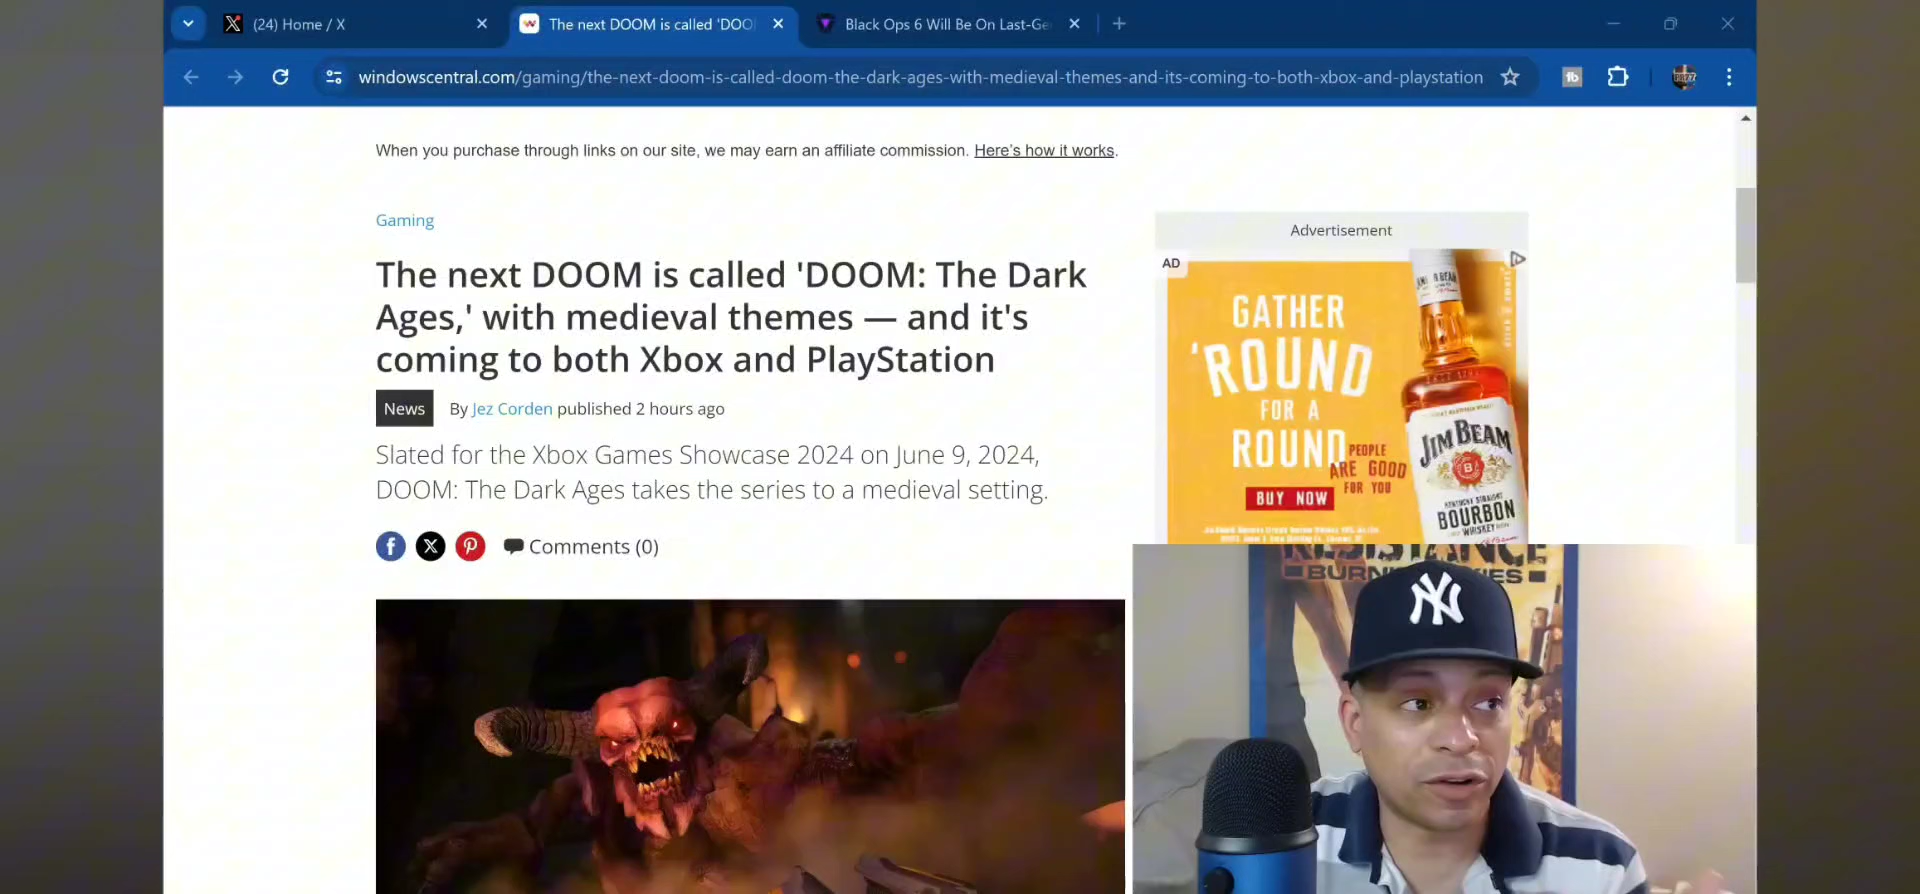 (24) Home / X
The next DOOM is called 'DOO
Black Ops 6 Will Be On Last-Ge
windowscentral.com/gaming/the-next-doom-is-called-doom-the-dark-ages-with-medieval-themes-and-its-coming-to-both-xbox-and-playstation
When you purchase through links on our site, we may earn an affiliate commission. Here's how it works.
Gaming
The next DOOM is called 'DOOM: The Dark
Ages,' with medieval themes — and it's
coming to both Xbox and PlayStation
News By Jez Corden published 2 hours ago
Slated for the Xbox Games Showcase 2024 on June 9, 2024,
DOOM: The Dark Ages takes the series to a medieval setting.
Comments (0)
Advertisement
AD
GATHER
'ROUND
FOR A
ROUND
PEOPLE
ARE GOOD
FOR YOU
BUY NOW
JIM BEAM
KENTUCKY STRAIGHT
BOURBON
WHISKEY
RESISTANCE
NY